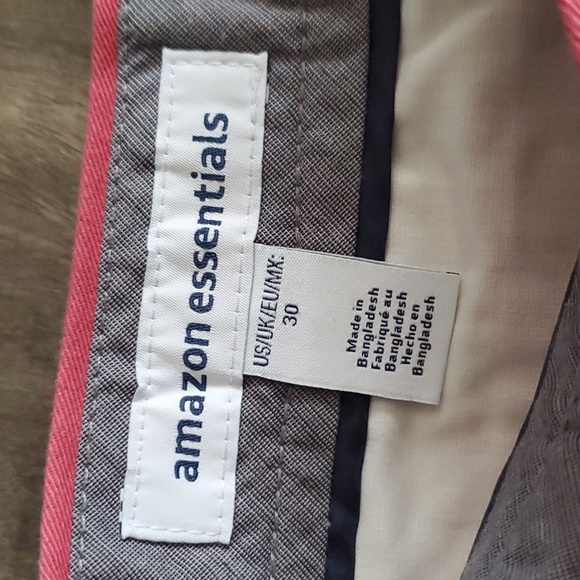 amazon essentials
US/UK/EU/MX:
30
Made in
Bangladesh
Fabriqué au
Bangladesh
Hecho en
Bangladesh